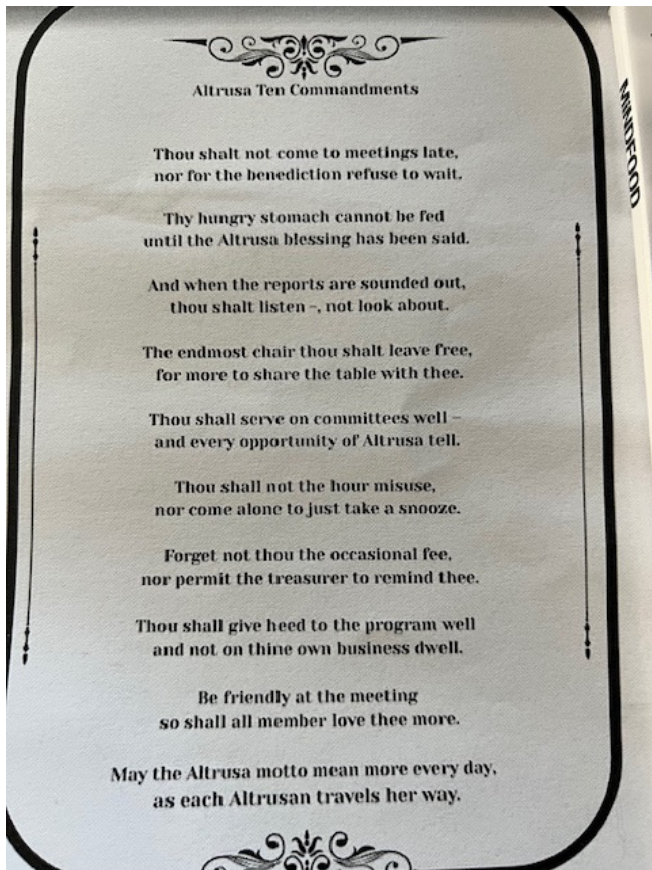 Altrusa Ten Commandments
Thou shalt not come to meetings late,
nor for the benediction refuse to wait.
Thy hungry stomach cannot be fed
until the Altrusa blessing has been said.
And when the reports are sounded out,
thou shalt listen –, not look about.
The endmost chair thou shalt leave free,
for more to share the table with thee.
Thou shall serve on committees well –
and every opportunity of Altrusa tell.
Thou shall not the hour misuse,
nor come alone to just take a snooze.
Forget not thou the occasional fee,
nor permit the treasurer to remind thee.
Thou shall give heed to the program well
and not on thine own business dwell.
Be friendly at the meeting
so shall all member love thee more.
May the Altrusa motto mean more every day,
as each Altrusan travels her way.
MINDFOOD